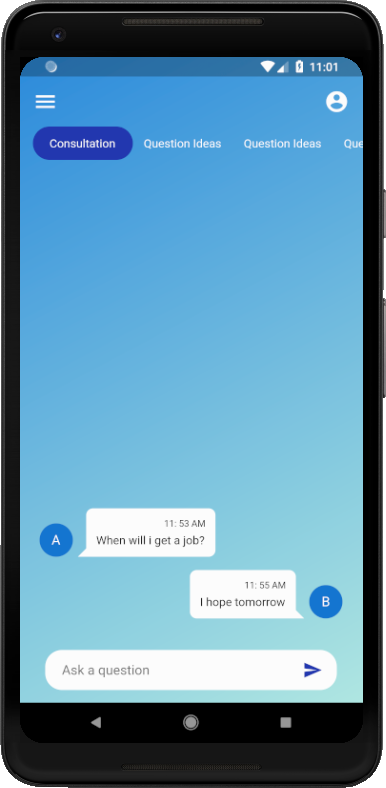 11:01
Consultation Question Ideas Question Ideas Que
11: 53 AM
A When will i get a job?
11: 55 AM
I hope tomorrow B
Ask a question